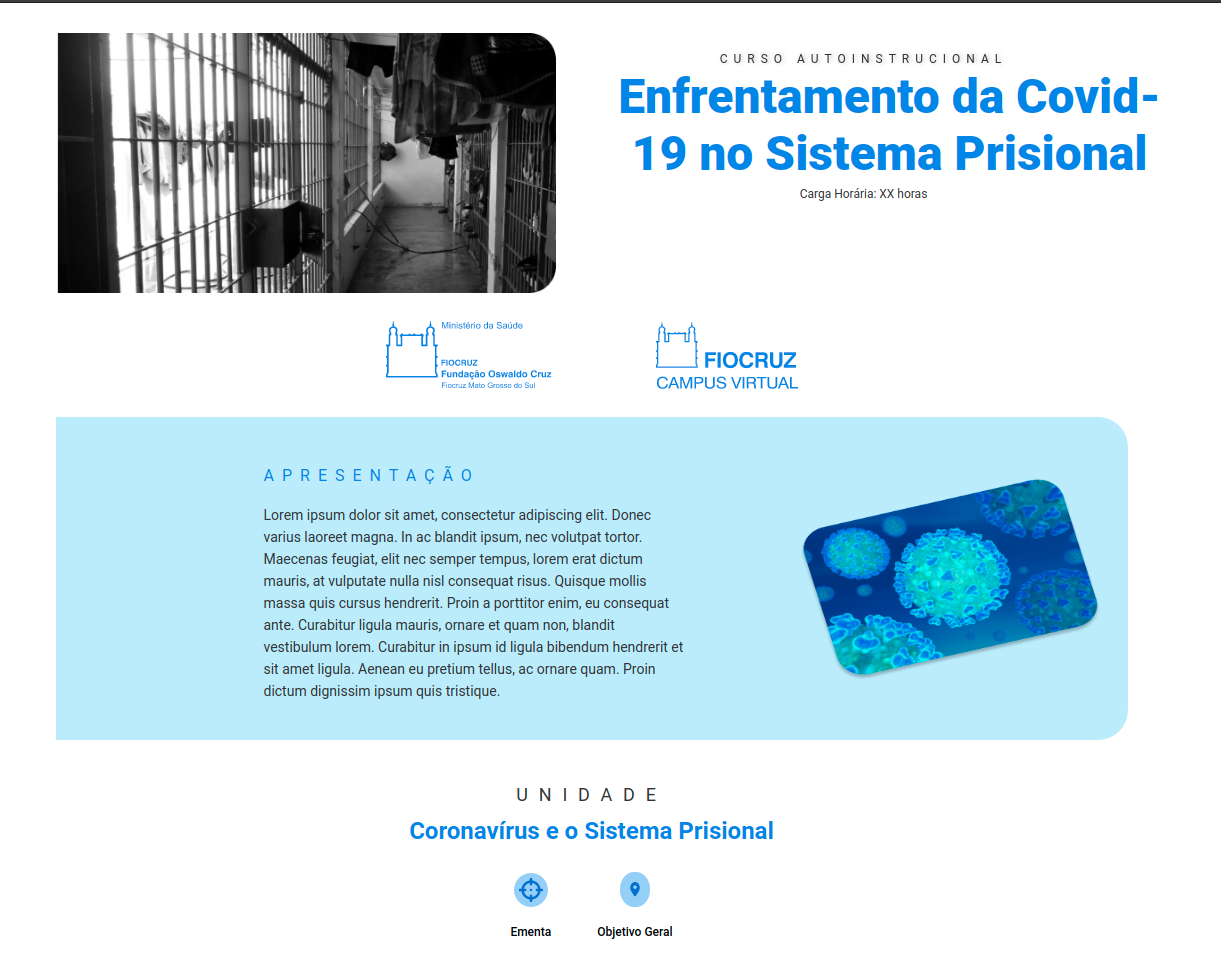 CURSO AUTOINSTRUCIONAL
Enfrentamento da Covid-
19 no Sistema Prisional
Carga Horária: XX horas
Ministério da Saúde
FIOCRUZ
Fundação Oswaldo Cruz
Fiocruz Mato Grosso do Sul
FIOCRUZ
CAMPUS VIRTUAL
APRESENTAÇÃO
Lorem ipsum dolor sit amet, consectetur adipiscing elit. Donec
varius laoreet magna. In ac blandit ipsum, nec volutpat tortor.
Maecenas feugiat, elit nec semper tempus, lorem erat dictum
mauris, at vulputate nulla nisl consequat risus. Quisque mollis
massa quis cursus hendrerit. Proin a porttitor enim, eu consequat
ante. Curabitur ligula mauris, ornare et quam non, blandit
vestibulum lorem. Curabitur in ipsum id ligula bibendum hendrerit et
sit amet ligula. Aenean eu pretium tellus, ac ornare quam. Proin
dictum dignissim ipsum quis tristique.
UNIDADE
Coronavírus e o Sistema Prisional
Ementa
Objetivo Geral